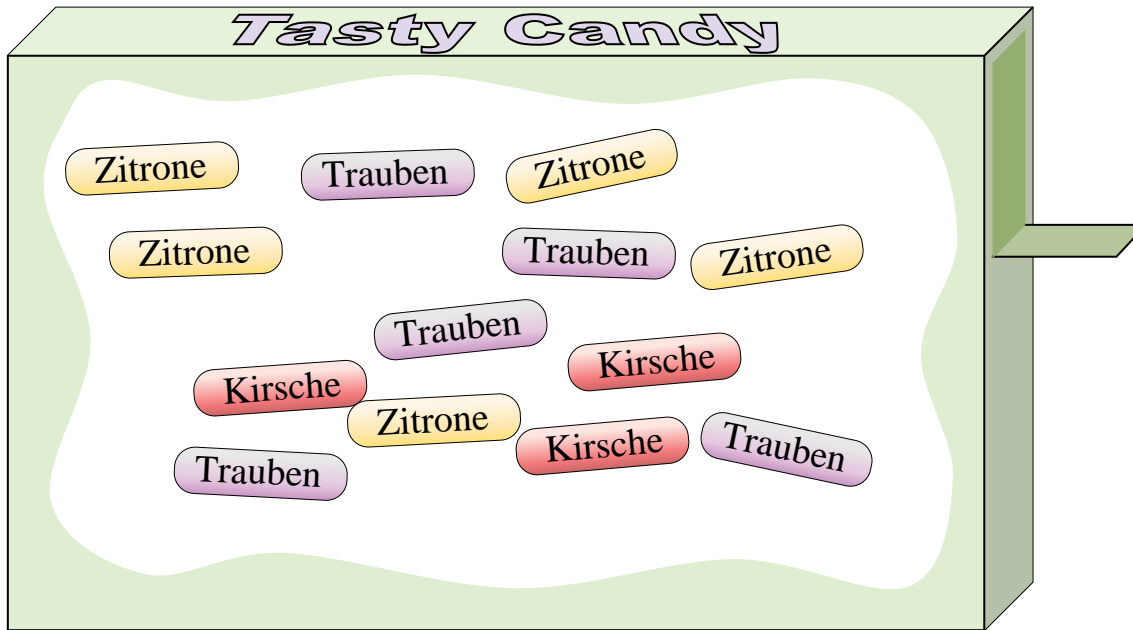 Tasty Candy
Zitrone
Trauben
Zitrone
Zitrone
Trauben
Zitrone
Trauben
Kirsche
Kirsche
Zitrone
Kirsche
Trauben
Trauben